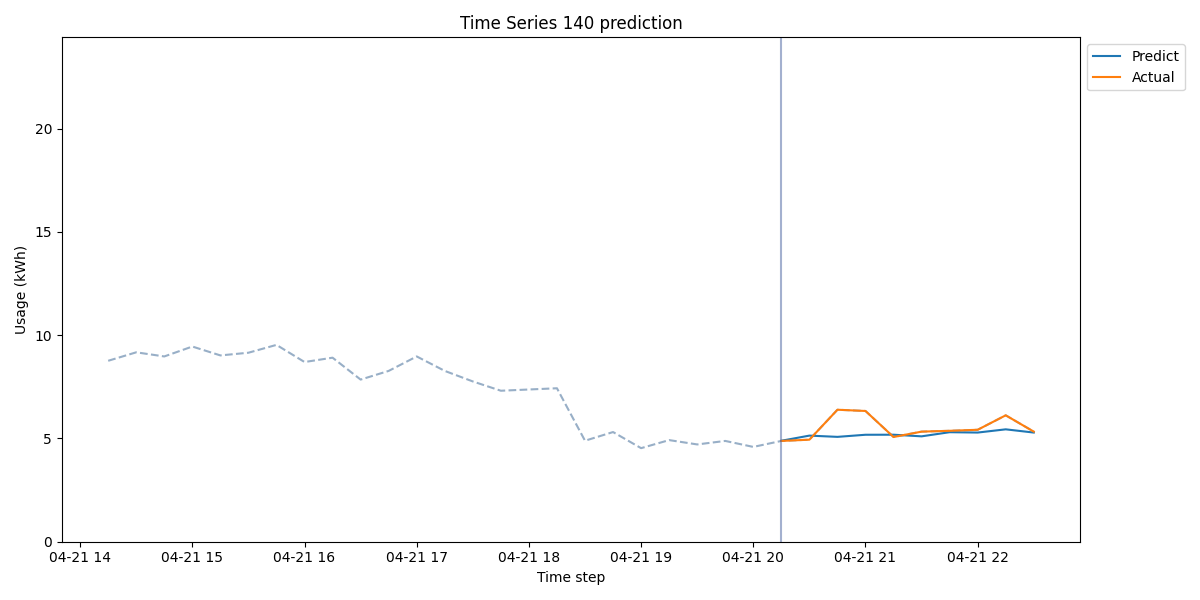 Time Series 140 prediction
Predict
Actual
Usage (kWh)
20
15
10
5
0
04-21 14
04-21 15
04-21 16
04-21 17
04-21 18
04-21 19
04-21 20
04-21 21
04-21 22
Time step